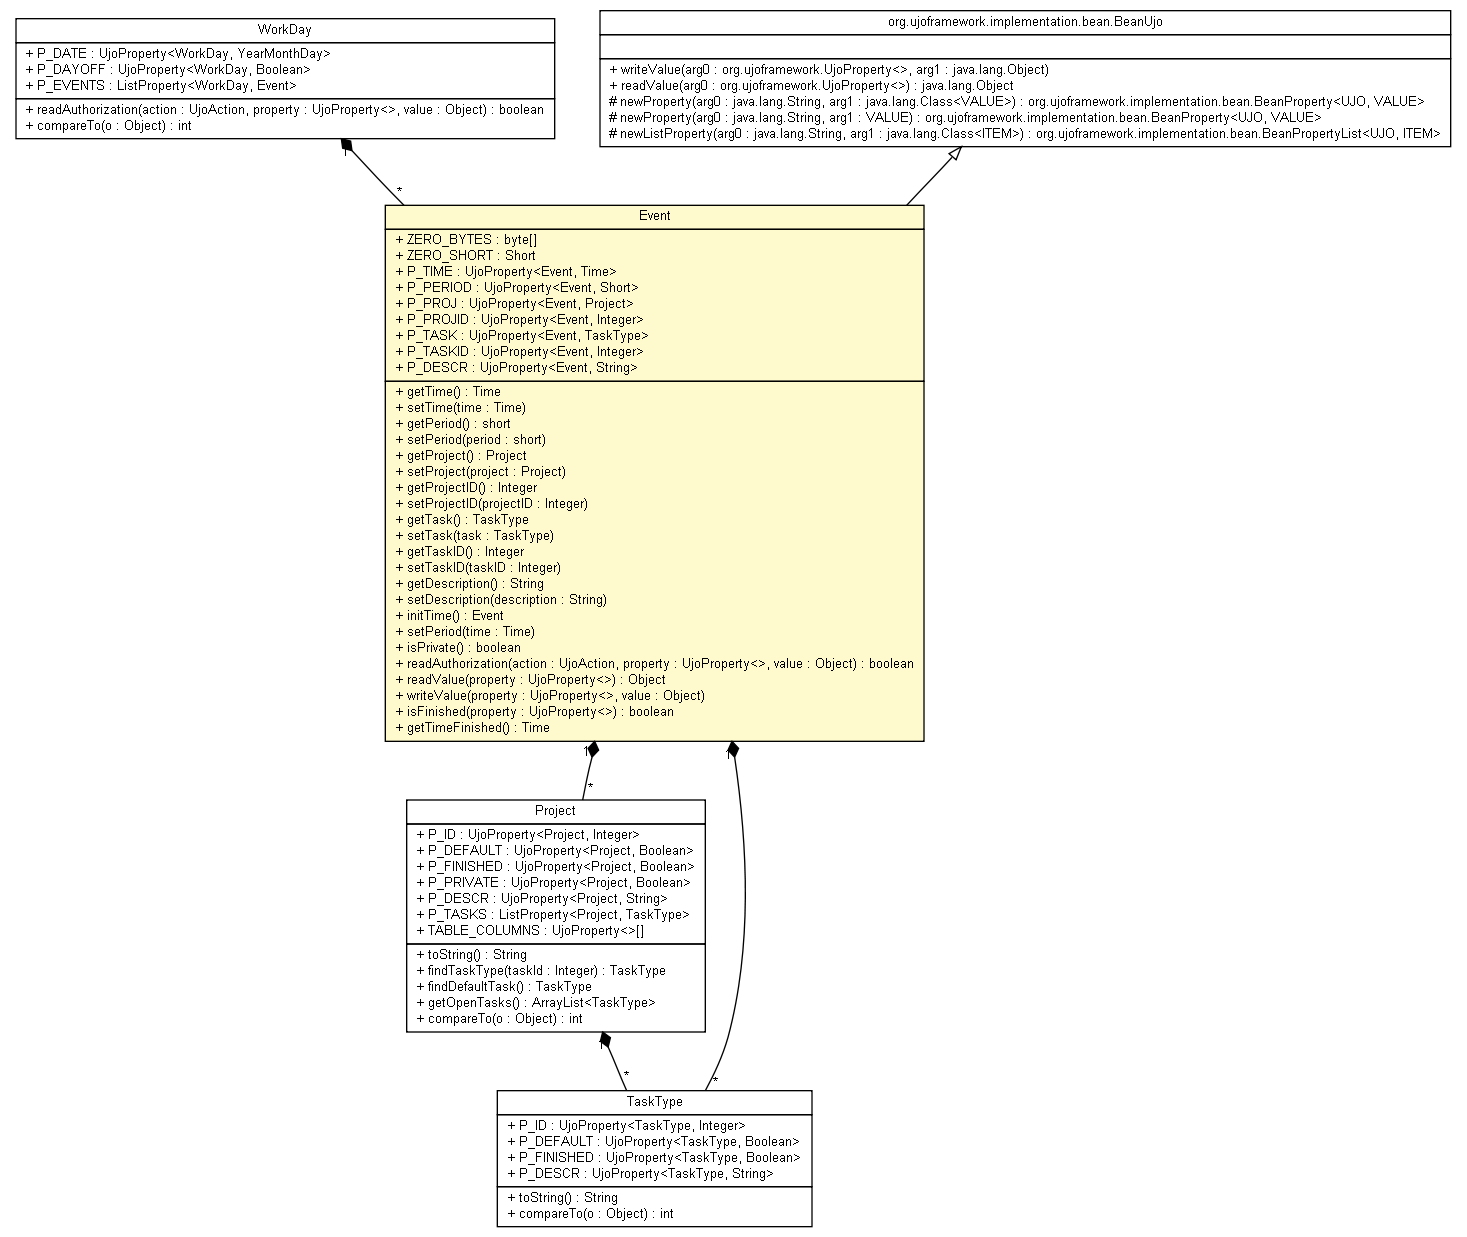 WorkDay
+ P_DATE : UjoProperty<WorkDay, YearMonthDay>
+ P_DAYOFF : UjoProperty<WorkDay, Boolean>
+ P_EVENTS : ListProperty<WorkDay, Event>
+ readAuthorization(action : UjoAction, property : UjoProperty<>, value : Object) : boolean
+ compareTo(o : Object) : int
org.ujoframework.implementation.bean.BeanUjo
+ writeValue(arg0 : org.ujoframework.UjoProperty<>, arg1 : java.lang.Object)
+ readValue(arg0 : org.ujoframework.UjoProperty<>) : java.lang.Object
# newProperty(arg0 : java.lang.String, arg1 : java.lang.Class<VALUE>) : org.ujoframework.implementation.bean.BeanProperty<UJO, VALUE>
# newProperty(arg0 : java.lang.String, arg1 : VALUE) : org.ujoframework.implementation.bean.BeanProperty<UJO, VALUE>
# newListProperty(arg0 : java.lang.String, arg1 : java.lang.Class<ITEM>) : org.ujoframework.implementation.bean.BeanPropertyList<UJO, ITEM>
1
*
Event
+ ZERO_BYTES : byte[]
+ ZERO_SHORT : Short
+ P_TIME : UjoProperty<Event, Time>
+ P_PERIOD : UjoProperty<Event, Short>
+ P_PROJ : UjoProperty<Event, Project>
+ P_PROJID : UjoProperty<Event, Integer>
+ P_TASK : UjoProperty<Event, TaskType>
+ P_TASKID : UjoProperty<Event, Integer>
+ P_DESCR : UjoProperty<Event, String>
+ getTime() : Time
+ setTime(time : Time)
+ getPeriod() : short
+ setPeriod(period : short)
+ getProject() : Project
+ setProject(project : Project)
+ getProjectID() : Integer
+ setProjectID(projectID : Integer)
+ getTask() : TaskType
+ setTask(task : TaskType)
+ getTaskID() : Integer
+ setTaskID(taskID : Integer)
+ getDescription() : String
+ setDescription(description : String)
+ initTime() : Event
+ setPeriod(time : Time)
+ isPrivate() : boolean
+ readAuthorization(action : UjoAction, property : UjoProperty<>, value : Object) : boolean
+ readValue(property : UjoProperty<>) : Object
+ writeValue(property : UjoProperty<>, value : Object)
+ isFinished(property : UjoProperty<>) : boolean
+ getTimeFinished() : Time
1
1
*
Project
+ P_ID : UjoProperty<Project, Integer>
+ P_DEFAULT : UjoProperty<Project, Boolean>
+ P_FINISHED : UjoProperty<Project, Boolean>
+ P_PRIVATE : UjoProperty<Project, Boolean>
+ P_DESCR : UjoProperty<Project, String>
+ P_TASKS : ListProperty<Project, TaskType>
+ TABLE_COLUMNS : UjoProperty<>[]
+ toString() : String
+ findTaskType(taskId : Integer) : TaskType
+ findDefaultTask() : TaskType
+ getOpenTasks() : ArrayList<TaskType>
+ compareTo(o : Object) : int
1
*
*
TaskType
+ P_ID : UjoProperty<TaskType, Integer>
+ P_DEFAULT : UjoProperty<TaskType, Boolean>
+ P_FINISHED : UjoProperty<TaskType, Boolean>
+ P_DESCR : UjoProperty<TaskType, String>
+ toString() : String
+ compareTo(o : Object) : int